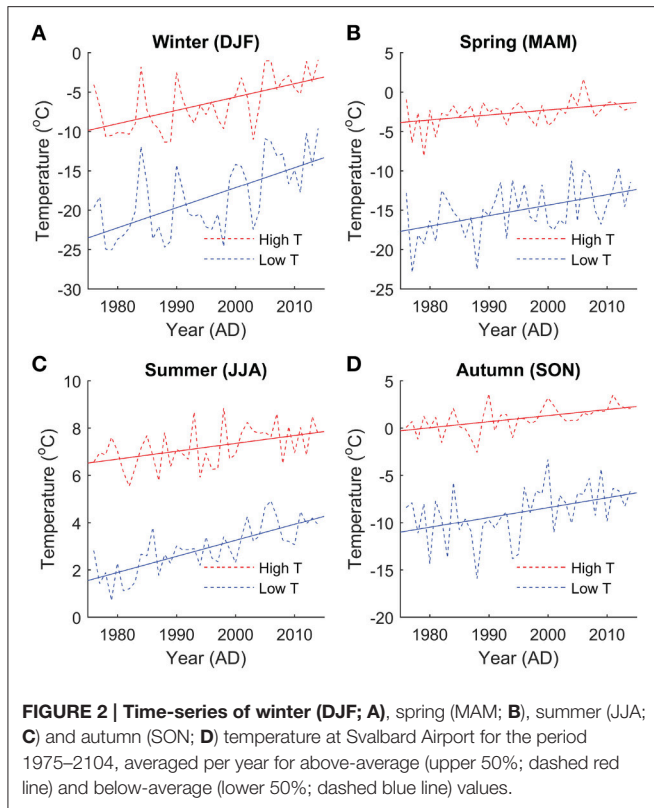 A
Winter (DJF)
0
-5
-10
-15
-20
-25
-30
Temperature (°C)
High T
Low T
1980 1990 2000 2010
Year (AD)
B
Spring (MAM)
5
0
-5
-10
-15
-20
-25
Temperature (°C)
High T
Low T
1980 1990 2000 2010
Year (AD)
C
Summer (JJA)
10
8
6
4
2
0
Temperature (°C)
High T
Low T
1980 1990 2000 2010
Year (AD)
D
Autumn (SON)
5
0
-5
-10
-15
-20
Temperature (°C)
High T
Low T
1980 1990 2000 2010
Year (AD)
FIGURE 2 | Time-series of winter (DJF; A), spring (MAM; B), summer (JJA;
C) and autumn (SON; D) temperature at Svalbard Airport for the period
1975–2104, averaged per year for above-average (upper 50%; dashed red
line) and below-average (lower 50%; dashed blue line) values.